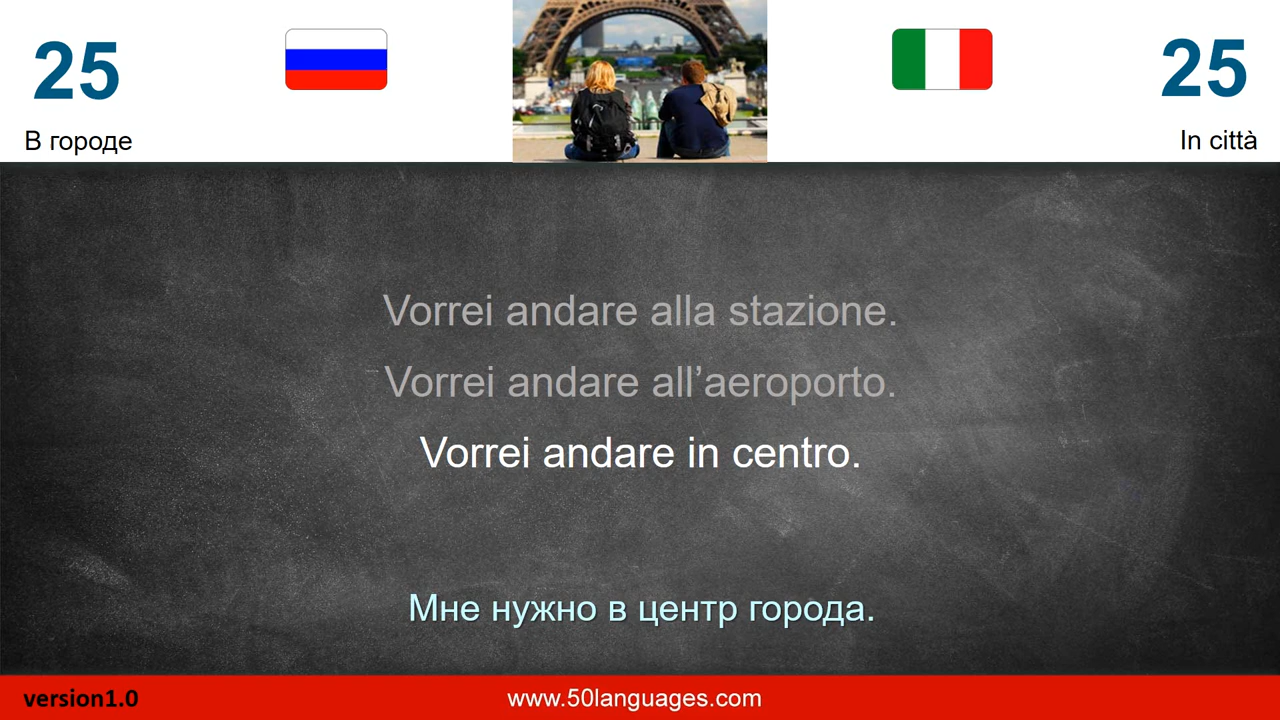 25
25
В городе
In città
Vorrei andare alla stazione.
Vorrei andare all’aeroporto.
Vorrei andare in centro.
Мне нужно в центр города.
version1.0
www.50languages.com